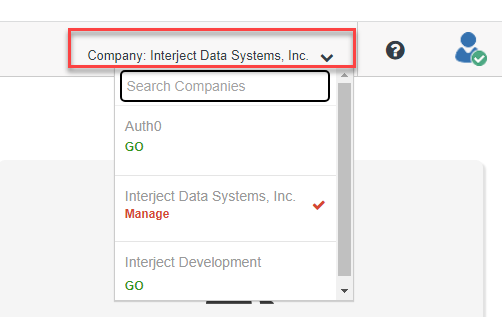 Company: Interject Data Systems, Inc.
Search Companies
Auth0
GO
Interject Data Systems, Inc.
Manage
Interject Development
GO